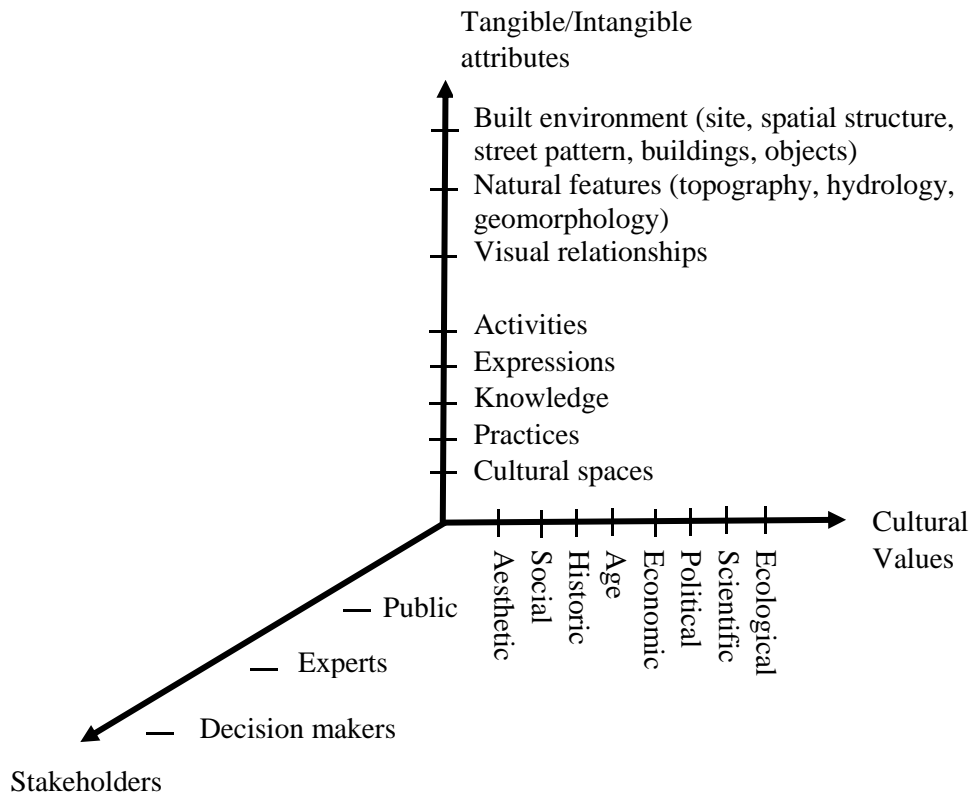 Tangible/Intangible
attributes
Built environment (site, spatial structure,
street pattern, buildings, objects)
Natural features (topography, hydrology,
geomorphology)
Visual relationships
Activities
Expressions
Knowledge
Practices
Cultural spaces
Cultural
Values
Aesthetic
Social
Historic
Age
Economic
Political
Scientific
Ecological
Public
Experts
Decision makers
Stakeholders